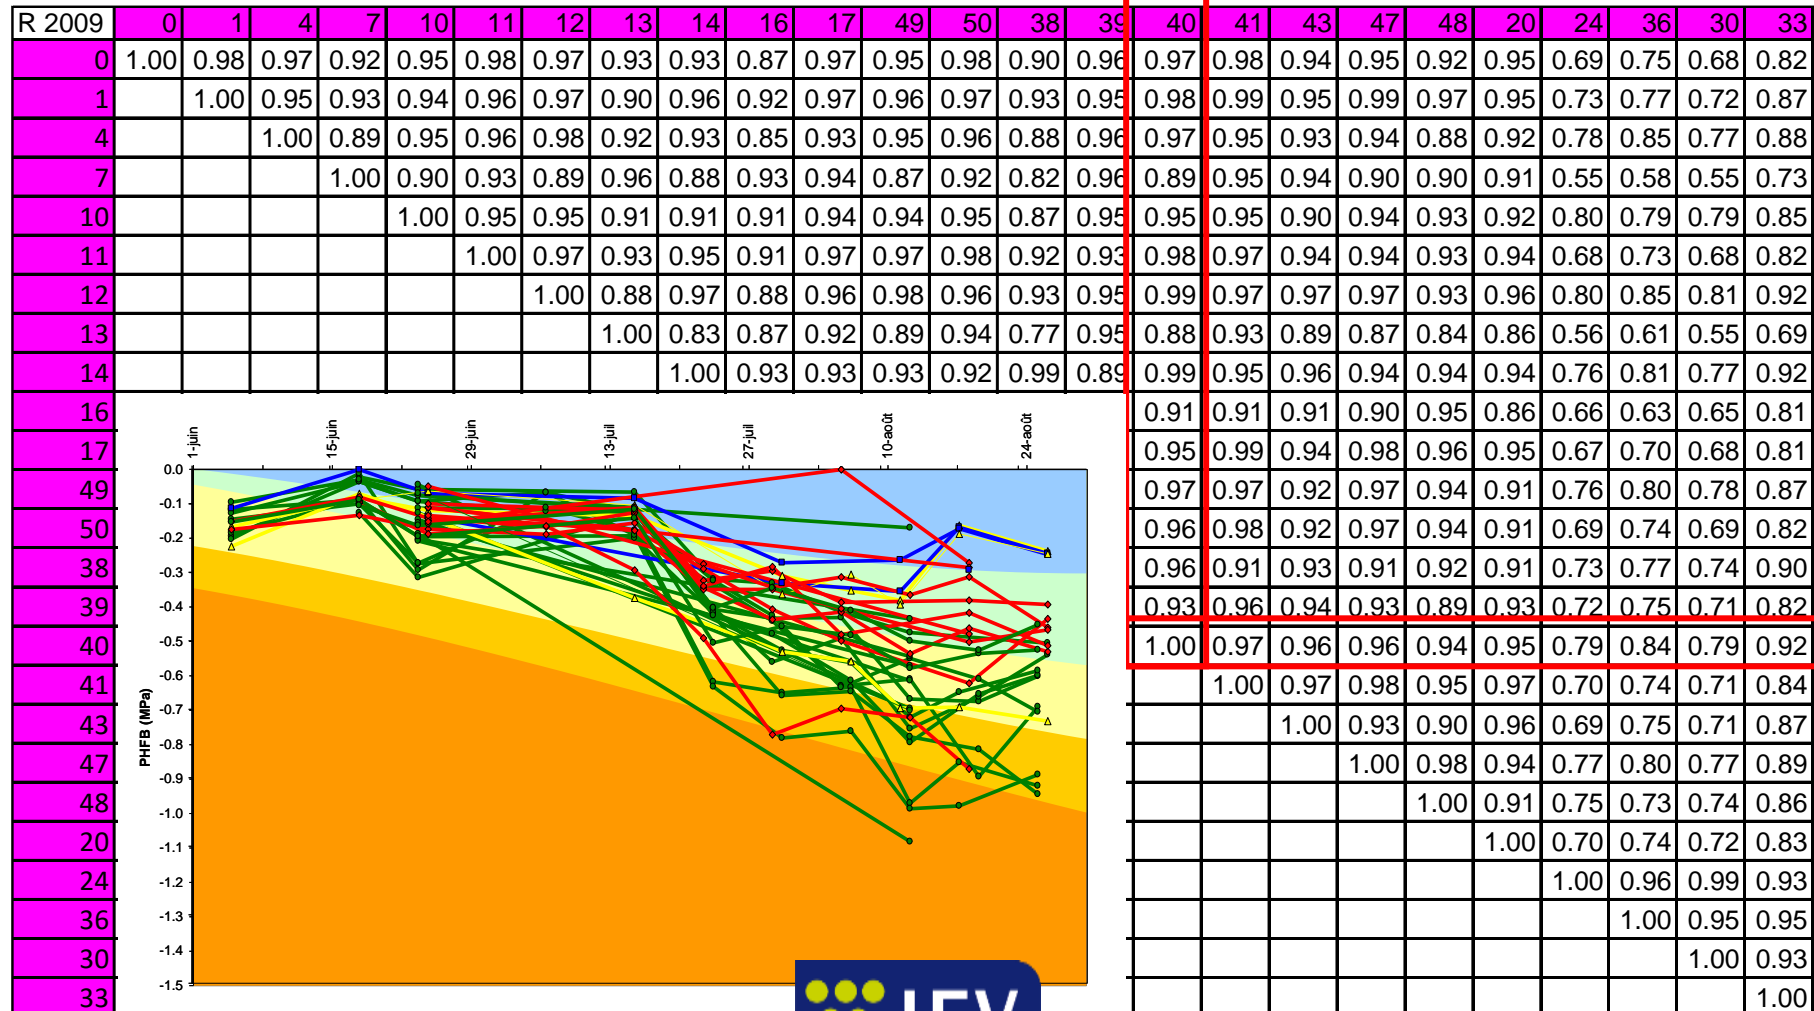 R 2009 0 1 4 7 10 11 12 13 14 16 17 49 50 38 39 40 41 43 47 48 20 24 36 30 33
0 1.00 0.98 0.97 0.92 0.95 0.98 0.97 0.93 0.93 0.87 0.97 0.95 0.98 0.90 0.96 0.97 0.98 0.94 0.95 0.92 0.95 0.69 0.75 0.68 0.82
1 1.00 0.95 0.93 0.94 0.96 0.97 0.90 0.96 0.92 0.97 0.96 0.97 0.93 0.95 0.98 0.99 0.95 0.99 0.97 0.95 0.73 0.77 0.72 0.87
4 1.00 0.89 0.95 0.96 0.98 0.92 0.93 0.85 0.93 0.95 0.96 0.88 0.96 0.97 0.95 0.93 0.94 0.88 0.92 0.78 0.85 0.77 0.88
7 1.00 0.90 0.93 0.89 0.96 0.88 0.93 0.94 0.87 0.92 0.82 0.96 0.89 0.95 0.94 0.90 0.90 0.91 0.55 0.58 0.55 0.73
10 1.00 0.95 0.95 0.91 0.91 0.91 0.94 0.94 0.95 0.87 0.95 0.95 0.95 0.90 0.94 0.93 0.92 0.80 0.79 0.79 0.85
11 1.00 0.97 0.93 0.95 0.91 0.97 0.97 0.98 0.92 0.93 0.98 0.97 0.94 0.94 0.93 0.94 0.68 0.73 0.68 0.82
12 1.00 0.88 0.97 0.88 0.96 0.98 0.96 0.93 0.95 0.99 0.97 0.97 0.97 0.93 0.96 0.80 0.85 0.81 0.92
13 1.00 0.83 0.87 0.92 0.89 0.94 0.77 0.95 0.88 0.93 0.89 0.87 0.84 0.86 0.56 0.61 0.55 0.69
14 1.00 0.93 0.93 0.93 0.92 0.99 0.89 0.99 0.95 0.96 0.94 0.94 0.94 0.76 0.81 0.77 0.92
16 0.91 0.91 0.91 0.90 0.95 0.86 0.66 0.63 0.65 0.81
17 0.95 0.99 0.94 0.98 0.96 0.95 0.67 0.70 0.68 0.81
49 0.97 0.97 0.92 0.97 0.94 0.91 0.76 0.80 0.78 0.87
50 0.96 0.98 0.92 0.97 0.94 0.91 0.69 0.74 0.69 0.82
38 0.96 0.91 0.93 0.91 0.92 0.91 0.73 0.77 0.74 0.90
39 0.93 0.96 0.94 0.93 0.89 0.93 0.72 0.75 0.71 0.82
40 1.00 0.97 0.96 0.96 0.94 0.95 0.79 0.84 0.79 0.92
41 1.00 0.97 0.98 0.95 0.97 0.70 0.74 0.71 0.84
43 1.00 0.93 0.90 0.96 0.69 0.75 0.71 0.87
47 1.00 0.98 0.94 0.77 0.80 0.77 0.89
48 1.00 0.91 0.75 0.73 0.74 0.86
20 1.00 0.70 0.74 0.72 0.83
24 1.00 0.96 0.99 0.93
36 1.00 0.95 0.95
30 1.00 0.93
33 1.00
1-juin 15-juin 29-juin 13-juil 27-juil 10-août 24-août
PHFB (MPa)
0.0
-0.1
-0.2
-0.3
-0.4
-0.5
-0.6
-0.7
-0.8
-0.9
-1.0
-1.1
-1.2
-1.3
-1.4
-1.5